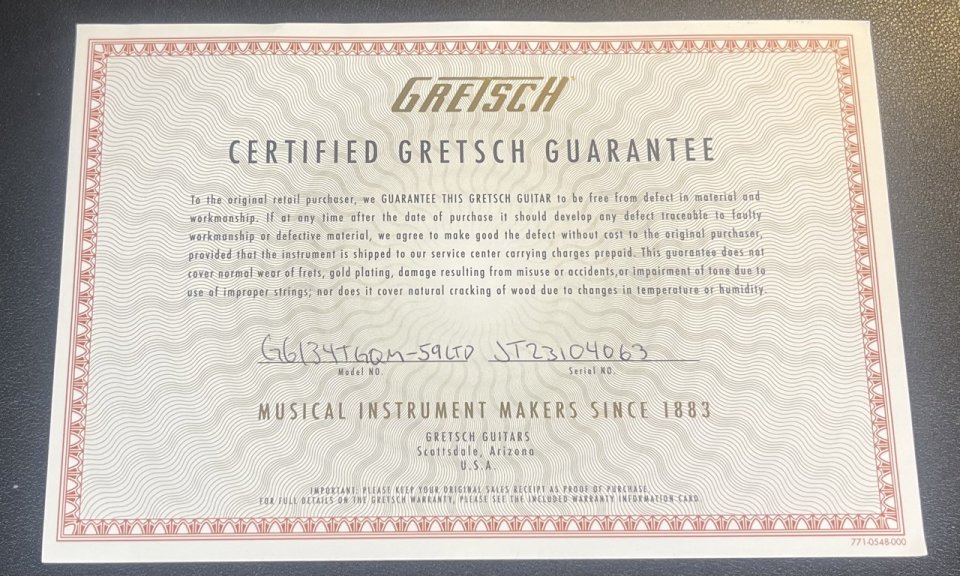 GRETSCH
CERTIFIED GRETSCH GUARANTEE
To the original retail purchaser, we GUARANTEE THIS GRETSCH GUITAR to be free from defect in material and
workmanship. If at any time after the date of purchase it should develop any defect traceable to faulty
workmanship or defective material, we agree to make good the defect without cost to the original purchaser,
provided that the instrument is shipped to our service center carrying charges prepaid. This guarantee does not
cover normal wear of frets, gold plating, damage resulting from misuse or accidents,or impairment of tone due to
use of improper strings; nor does it cover natural cracking of wood due to changes in temperature or humidity.
G6134TGQM-59LTD JT23104063
Model NO. Serial NO.
MUSICAL INSTRUMENT MAKERS SINCE 1883
GRETSCH GUITARS
Scottsdale, Arizona
U.S.A.
IMPORTANT: PLEASE KEEP YOUR ORIGINAL SALES RECEIPT AS PROOF OF PURCHASE.
FOR FULL DETAILS ON THE GRETSCH WARRANTY, PLEASE SEE THE INCLUDED WARRANTY INFORMATION CARD
771-0548-000